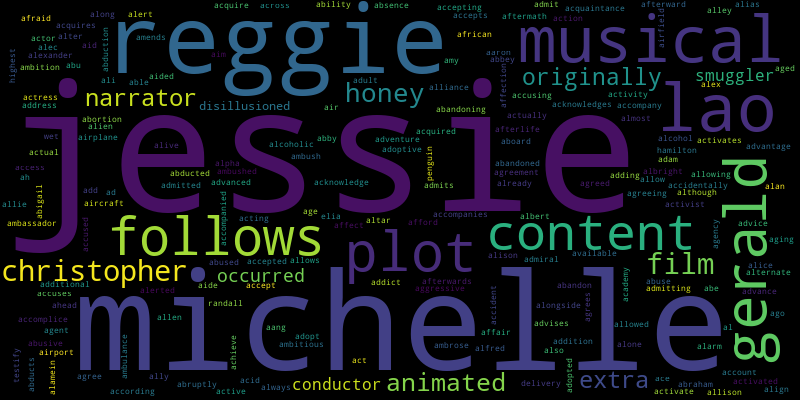 jessie
michelle
reggie
musical
lao
gerald
follows
content
plot
christopher
film
originally
narrator
honey
smuggler
occurred
animated
extra
conductor
disillusioned
afraid
acquires
along
alert
acquire
across
ability
absence
accepting
accepts
admit
acquaintance
afterward
alley
alias
actor
alter
amends
african
aftermath
action
airfield
alec
aid
alexander
abduction
ambition
abu
ali
able
aided
aim
adult
amy
aaron
abbey
highest
actress
address
abortion
alien
airplane
air
alliance
abandoning
affection
accusing
activity
actually
acknowledges
accompany
alex
aged
activates
advantage
wet
actual
alive
alcoholic
ambush
abby
adventure
adoptive
acquired
afterlife
aboard
almost
alcohol
hamilton
adam
access
ah
alpha
ambushed
abducted
admitted
advanced
acknowledge
penguin
admits
abandoned
agreement
already
adding
agreed
allow
agreeing
albright
accidentally
allowing
although
alan
allie
abigail
add
ad
aircraft
accompanied
age
elia
altar
affect
afford
accompanies
albert
activist
advice
aging
ambassador
accused
acting
abused
accepted
allows
alison
admiral
available
agency
alice
alternate
additional
accuses
alerted
aide
accept
addict
afterwards
aggressive
academy
abuse
admitting
abe
advance
ahead
accomplice
agent
randall
allen
aang
adopt
ambitious
achieve
act
accident
abandon
agrees
alongside
allowed
al
ago
abusive
airport
ambulance
ally
abruptly
affair
advises
ambrose
alfred
addition
also
alone
alarm
testify
abducts
alamein
agree
according
active
acid
always
delivery
adopted
ace
abraham
activate
allison
account
activated
align